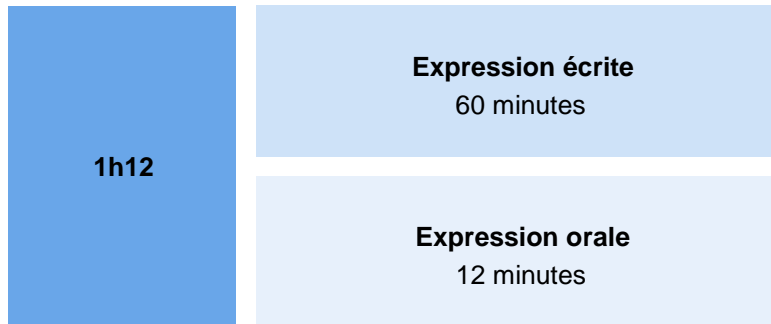 1h12
Expression écrite
60 minutes
Expression orale
12 minutes